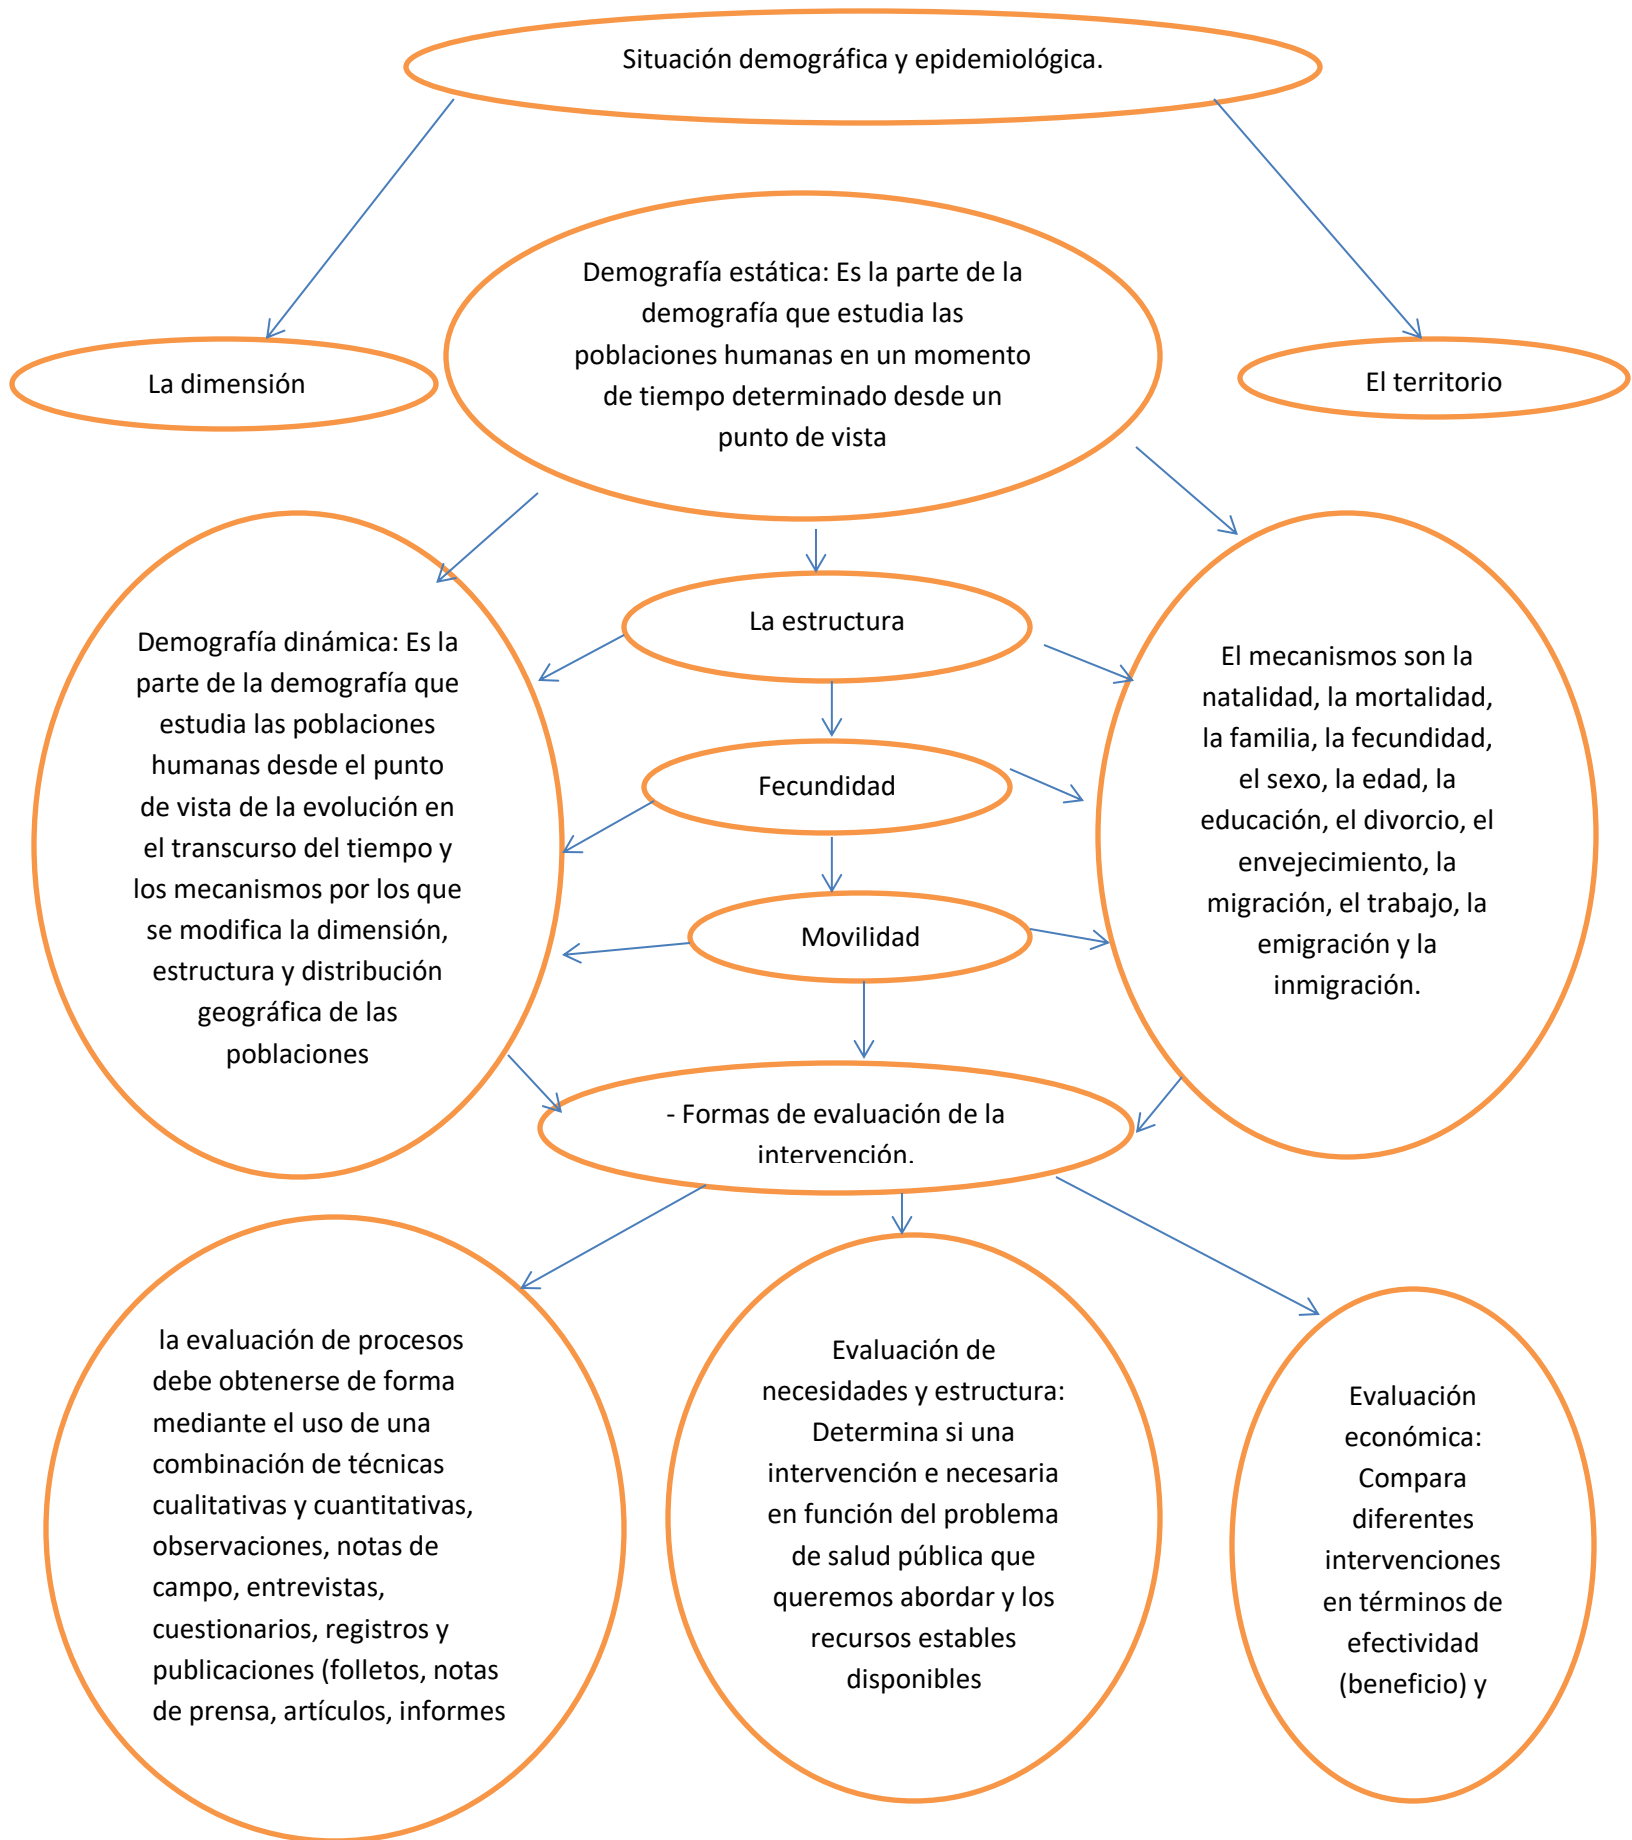 Situación demográfica y epidemiológica.
Demografía estática: Es la parte de la
demografía que estudia las
poblaciones humanas en un momento
de tiempo determinado desde un
punto de vista
La dimensión
El territorio
La estructura
Demografía dinámica: Es la
parte de la demografía que
estudia las poblaciones
humanas desde el punto
de vista de la evolución en
el transcurso del tiempo y
los mecanismos por los que
se modifica la dimensión,
estructura y distribución
geográfica de las
poblaciones
El mecanismos son la
natalidad, la mortalidad,
la familia, la fecundidad,
el sexo, la edad, la
educación, el divorcio, el
envejecimiento, la
migración, el trabajo, la
emigración y la
inmigración.
Fecundidad
Movilidad
- Formas de evaluación de la
intervención.
la evaluación de procesos
debe obtenerse de forma
mediante el uso de una
combinación de técnicas
cualitativas y cuantitativas,
observaciones, notas de
campo, entrevistas,
cuestionarios, registros y
publicaciones (folletos, notas
de prensa, artículos, informes
Evaluación de
necesidades y estructura:
Determina si una
intervención e necesaria
en función del problema
de salud pública que
queremos abordar y los
recursos estables
disponibles
Evaluación
económica:
Compara
diferentes
intervenciones
en términos de
efectividad
(beneficio) y